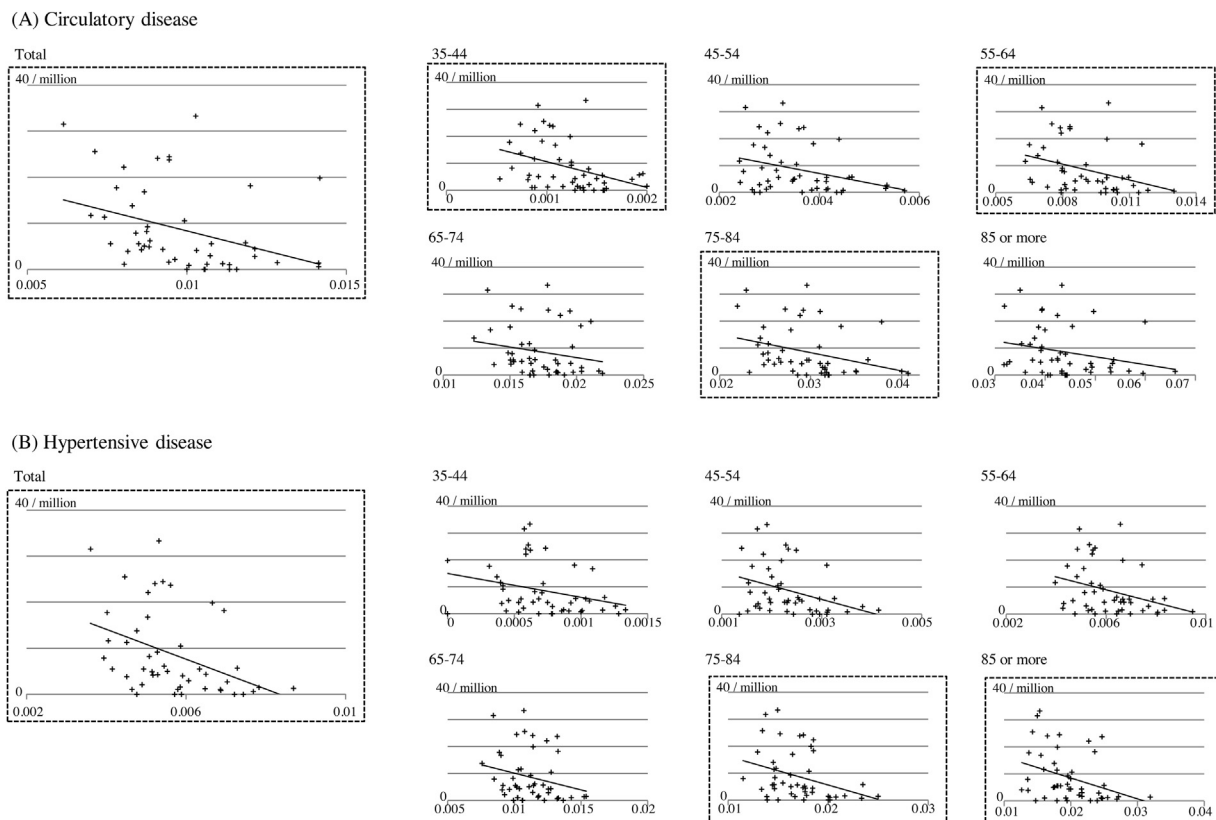 (A) Circulatory disease
Total
40 / million
0
0.005 0.01 0.015
35-44
40 / million
0
0 0.001 0.002
45-54
40 / million
0
0.002 0.004 0.006
55-64
40 / million
0
0.005 0.008 0.011 0.014
65-74
40 / million
0
0.01 0.015 0.02 0.025
75-84
40 / million
0
0.02 0.03 0.04
85 or more
40 / million
0
0.03 0.04 0.05 0.06 0.07
(B) Hypertensive disease
Total
40 / million
0
0.002 0.006 0.01
35-44
40 / million
0
0 0.0005 0.001 0.0015
45-54
40 / million
0
0.001 0.003 0.005
55-64
40 / million
0
0.002 0.006 0.01
65-74
40 / million
0
0.005 0.01 0.015 0.02
75-84
40 / million
0
0.01 0.02 0.03
85 or more
40 / million
0
0.01 0.02 0.03 0.04